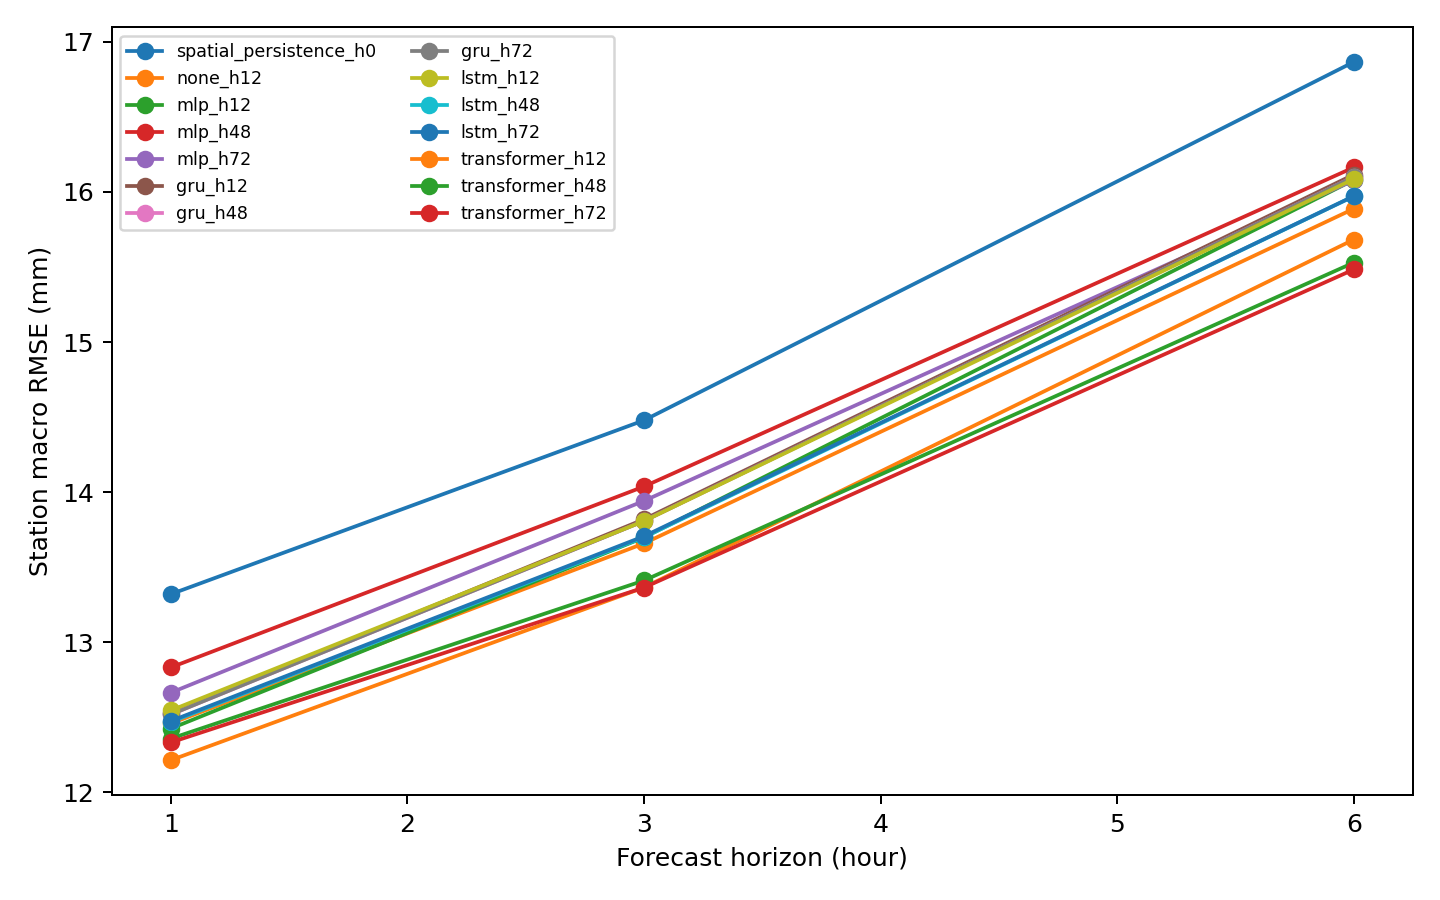 17
16
15
14
13
12
Station macro RMSE (mm)
spatial_persistence_h0
none_h12
mlp_h12
mlp_h48
mlp_h72
gru_h12
gru_h48
gru_h72
lstm_h12
lstm_h48
lstm_h72
transformer_h12
transformer_h48
transformer_h72
1 2 3 4 5 6
Forecast horizon (hour)